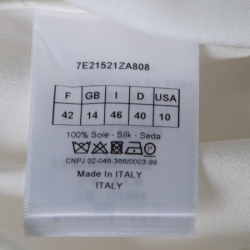 7E21521ZA808
F GB I D USA
42 14 46 40 10
100% Soie - Silk - Seda
CNPJ 02-046-366/0003-99
Made in ITALY
ITALY